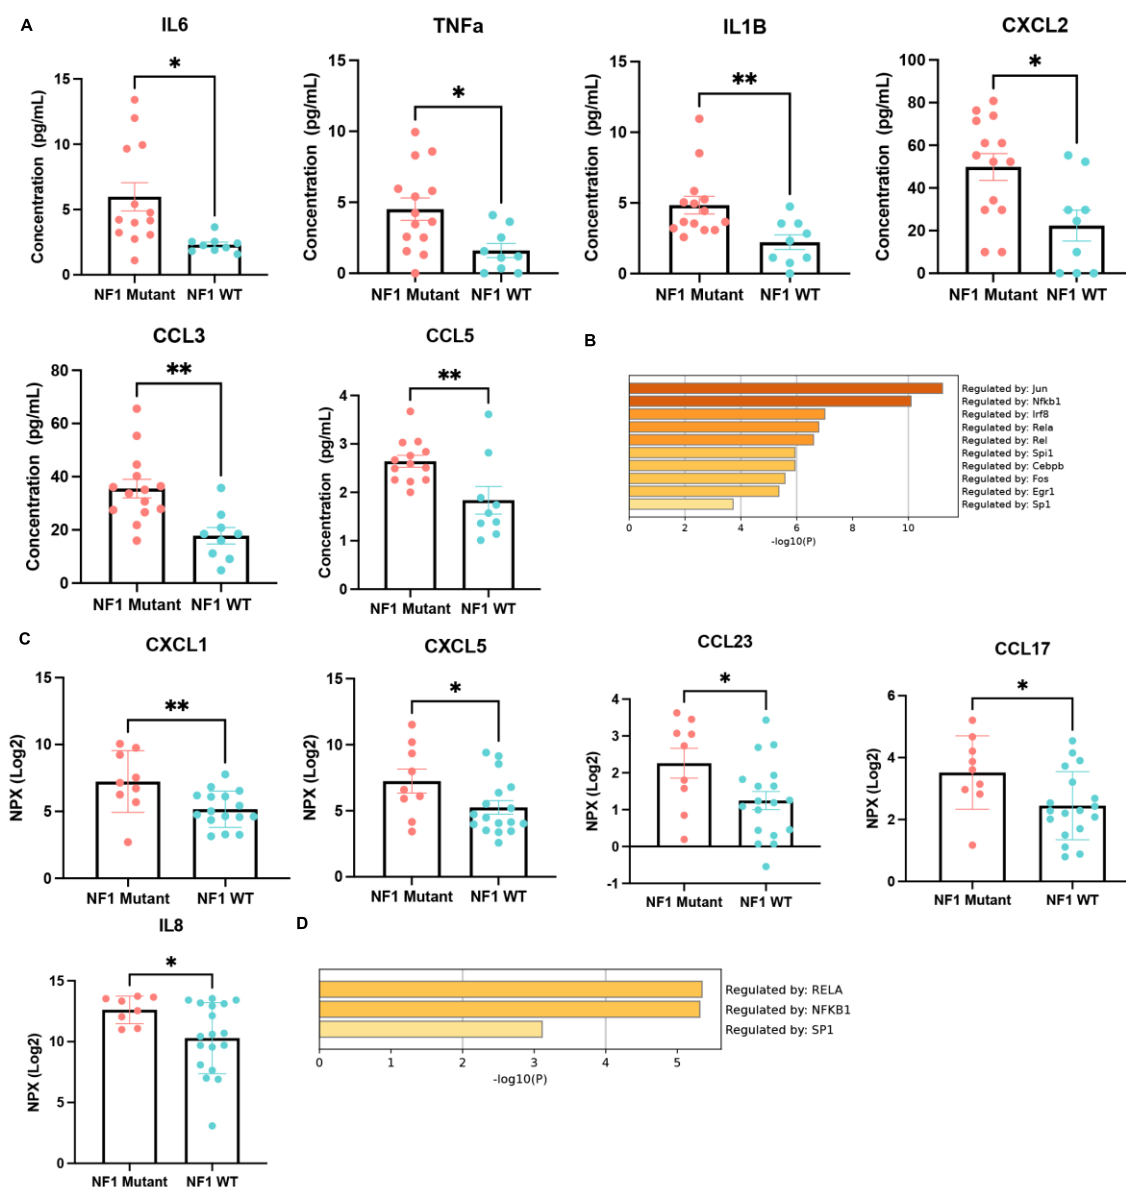 A
IL6
TNFa
IL1B
CXCL2
*
*
**
*
Concentration (pg/mL)
15
10
5
0
NF1 Mutant NF1 WT
Concentration (pg/mL)
15
10
5
0
NF1 Mutant NF1 WT
Concentration (pg/mL)
15
10
5
0
NF1 Mutant NF1 WT
Concentration (pg/mL)
100
80
60
40
20
0
NF1 Mutant NF1 WT
CCL3
**
Concentration (pg/mL)
80
60
40
20
0
NF1 Mutant NF1 WT
CCL5
**
Concentration (pg/mL)
4
3
2
1
0
NF1 Mutant NF1 WT
B
Regulated by: Jun
Regulated by: Nfkb1
Regulated by: Irf8
Regulated by: Rela
Regulated by: Rel
Regulated by: Spi1
Regulated by: Cebpb
Regulated by: Fos
Regulated by: Egr1
Regulated by: Sp1
0 2 4 6 8 10
-log10(P)
C
CXCL1
**
NPX (Log2)
15
10
5
0
NF1 Mutant NF1 WT
CXCL5
*
NPX (Log2)
15
10
5
0
NF1 Mutant NF1 WT
CCL23
*
NPX (Log2)
4
3
2
1
0
-1
NF1 Mutant NF1 WT
CCL17
*
NPX (Log2)
6
4
2
0
NF1 Mutant NF1 WT
IL8
*
NPX (Log2)
15
10
5
0
NF1 Mutant NF1 WT
D
Regulated by: RELA
Regulated by: NFKB1
Regulated by: SP1
0 1 2 3 4 5
-log10(P)